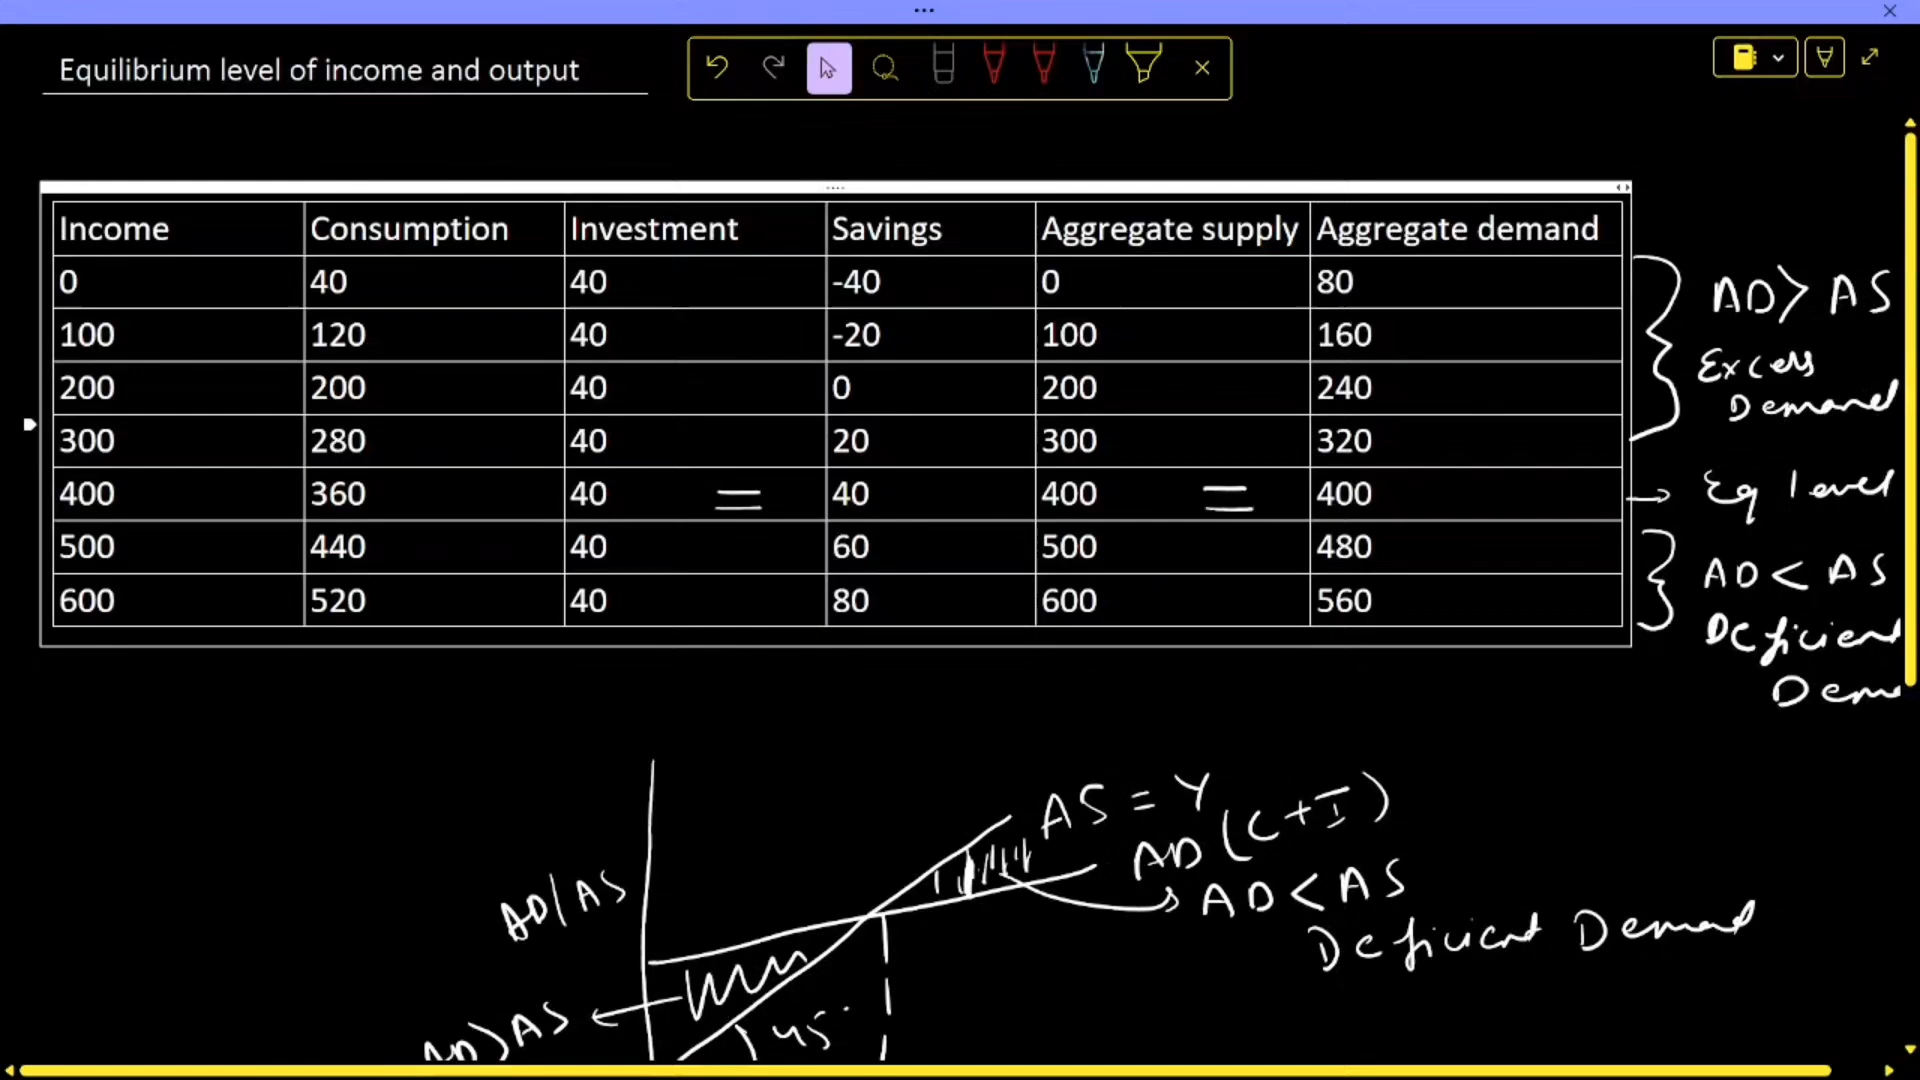 Equilibrium level of income and output
Income Consumption Investment Savings Aggregate supply Aggregate demand
0 40 40 -40 0 80
100 120 40 -20 100 160
200 200 40 0 200 240
300 280 40 20 300 320
400 360 40 = 40 400 = 400
500 440 40 60 500 480
600 520 40 80 600 560
AD > AS
Excess
Demand
→ Eq level
AD < AS
Deficient
Dem
AS = Y
AD (C+I)
AD/AS
AD < AS
Deficient Demand
AD > AS
45°